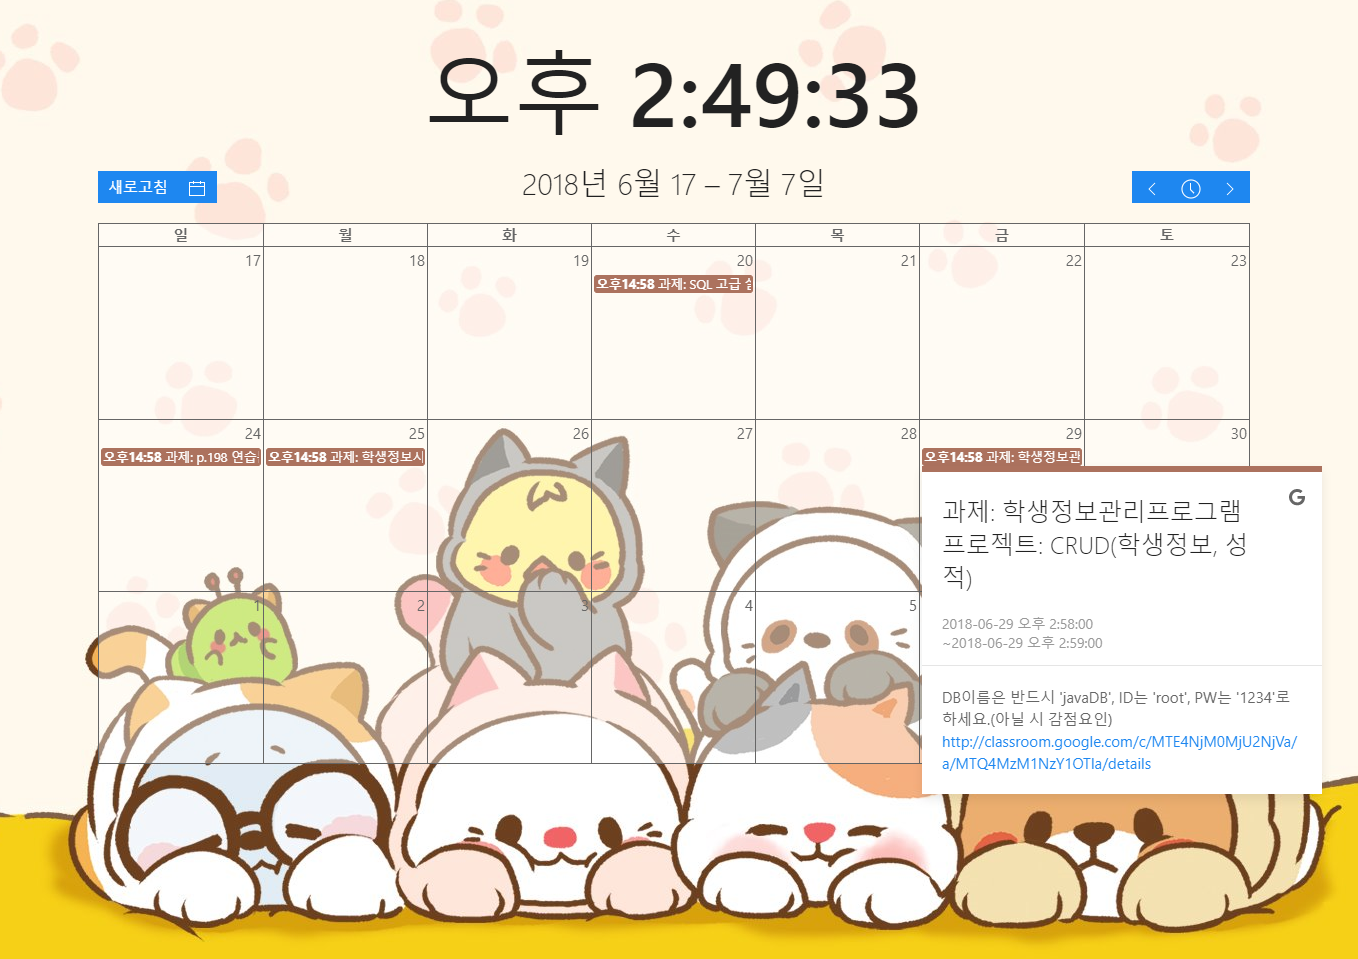 오후 2:49:33
새로고침
2018년 6월 17 – 7월 7일
일 월 화 수 목 금 토
17 18 19 20 21 22 23
오후14:58 과제: SQL 고급
24 25 26 27 28 29 30
오후14:58 과제: p.198 연습
오후14:58 과제: 학생정보시
오후14:58 과제: 학생정보관
1 2 3 4 5
G
과제: 학생정보관리프로그램
프로젝트: CRUD(학생정보, 성
적)
2018-06-29 오후 2:58:00
~2018-06-29 오후 2:59:00
DB이름은 반드시 'javaDB', ID는 'root', PW는 '1234'로
하세요.(아닐 시 감점요인)
http://classroom.google.com/c/MTE4NjM0MjU2NjVa/
a/MTQ4MzM1NzY1OTla/details